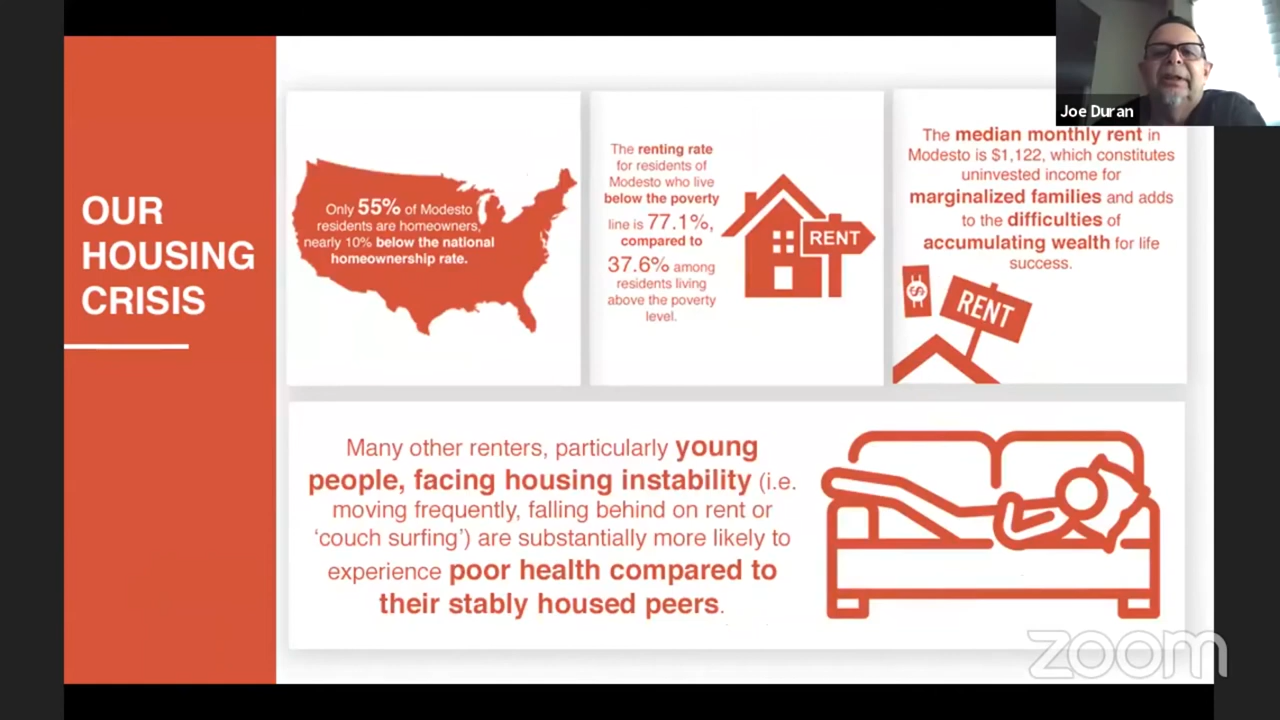 OUR
HOUSING
CRISIS
Only 55% of Modesto
residents are homeowners,
nearly 10% below the national
homeownership rate.
The renting rate
for residents of
Modesto who live
below the poverty
line is 77.1%,
compared to
37.6% among
residents living
above the poverty
level.
RENT
Joe Duran
The median monthly rent in
Modesto is $1,122, which constitutes
uninvested income for
marginalized families and adds
to the difficulties of
accumulating wealth for life
success.
$
RENT
Many other renters, particularly young
people, facing housing instability (i.e.
moving frequently, falling behind on rent or
‘couch surfing’) are substantially more likely to
experience poor health compared to
their stably housed peers.
zoom